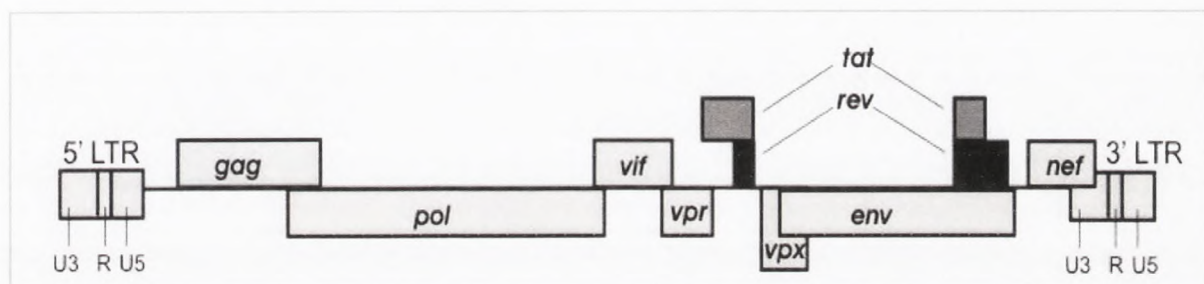 tat
rev
5' LTR
gag
vif
nef
3' LTR
pol
vpr
env
vpx
U3 R U5
U3 R U5